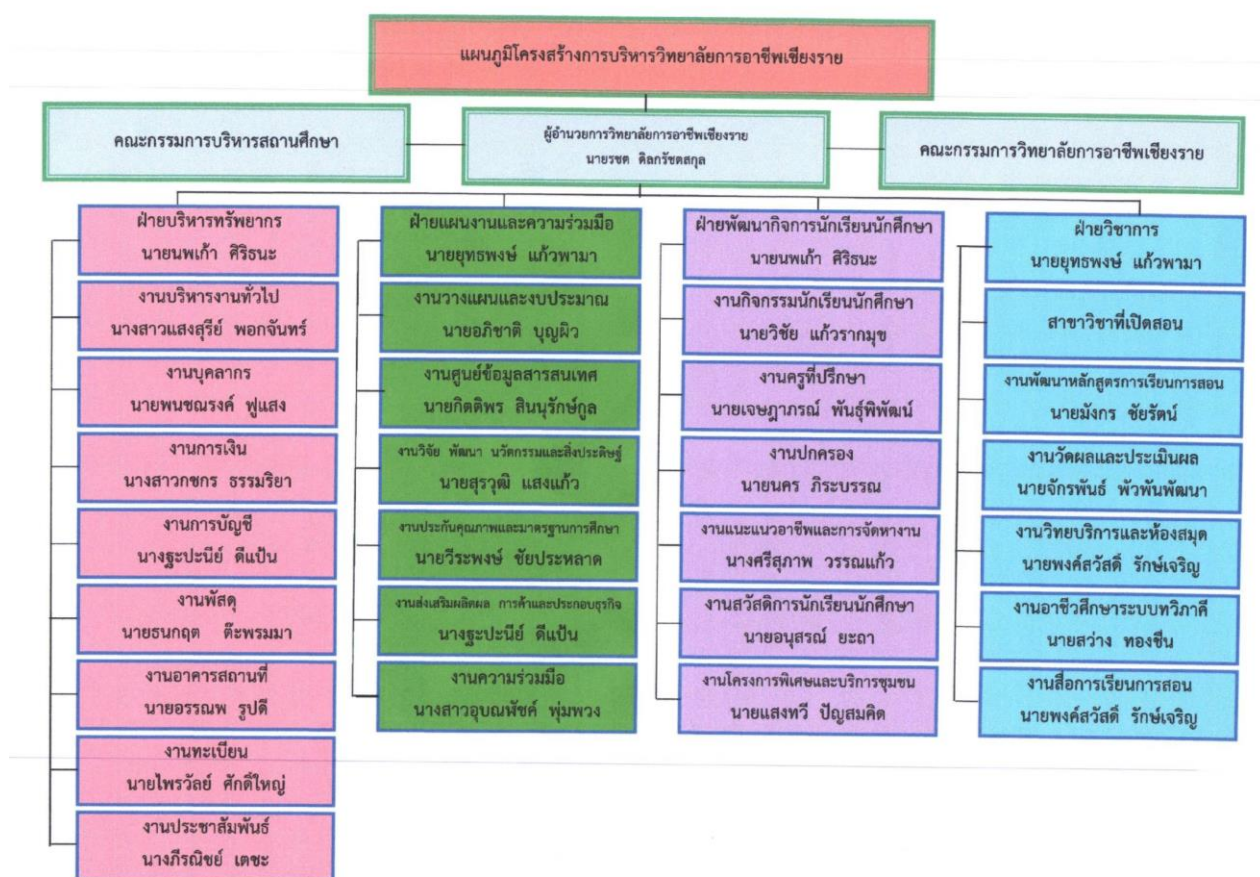 แผนภูมิโครงสร้างการบริหารวิทยาลัยการอาชีพเชียงราย
คณะกรรมการบริหารสถานศึกษา
ผู้อำนวยการวิทยาลัยการอาชีพเชียงราย
นายรชต ดิลกรัชตสกุล
คณะกรรมการวิทยาลัยการอาชีพเชียงราย
ฝ่ายบริหารทรัพยากร
นายนพเก้า ศิริธนะ
งานบริหารงานทั่วไป
นางสาวแสงสุรีย์ พอกจันทร์
งานบุคลากร
นายพนชณรงค์ ฟูแสง
งานการเงิน
นางสาวกชกร ธรรมริยา
งานการบัญชี
นางฐะปะนีย์ ดีแป้น
งานพัสดุ
นายธนกฤต ต๊ะพรมมา
งานอาคารสถานที่
นายอรรณพ รูปดี
งานทะเบียน
นายไพรวัลย์ ศักดิ์ใหญ่
งานประชาสัมพันธ์
นางภีรณิชย์ เตชะ
ฝ่ายแผนงานและความร่วมมือ
นายยุทธพงษ์ แก้วพามา
งานวางแผนและงบประมาณ
นายอภิชาติ บุญผิว
งานศูนย์ข้อมูลสารสนเทศ
นายกิตติพร สินนุรักษ์กูล
งานวิจัย พัฒนา นวัตกรรมและสิ่งประดิษฐ์
นายสุรวุฒิ แสงแก้ว
งานประกันคุณภาพและมาตรฐานการศึกษา
นายวีระพงษ์ ชัยประหลาด
งานส่งเสริมผลิตผล การค้าและประกอบธุรกิจ
นางฐะปะนีย์ ดีแป้น
งานความร่วมมือ
นางสาวอุบณพัชค์ พุ่มพวง
ฝ่ายพัฒนากิจการนักเรียนนักศึกษา
นายนพเก้า ศิริธนะ
งานกิจกรรมนักเรียนนักศึกษา
นายวิชัย แก้วรากมุข
งานครูที่ปรึกษา
นายเจษฎาภรณ์ พันธุ์พิพัฒน์
งานปกครอง
นายนคร ภิระบรรณ
งานแนะแนวอาชีพและการจัดหางาน
นางศรีสุภาพ วรรณแก้ว
งานสวัสดิการนักเรียนนักศึกษา
นายอนุสรณ์ ยะถา
งานโครงการพิเศษและบริการชุมชน
นายแสงทวี ปัญสมคิด
ฝ่ายวิชาการ
นายยุทธพงษ์ แก้วพามา
สาขาวิชาที่เปิดสอน
งานพัฒนาหลักสูตรการเรียนการสอน
นายมังกร ชัยรัตน์
งานวัดผลและประเมินผล
นายจักรพันธ์ พัวพันพัฒนา
งานวิทยบริการและห้องสมุด
นายพงค์สวัสดิ์ รักษ์เจริญ
งานอาชีวศึกษาระบบทวิภาคี
นายสว่าง ทองชื่น
งานสื่อการเรียนการสอน
นายพงค์สวัสดิ์ รักษ์เจริญ